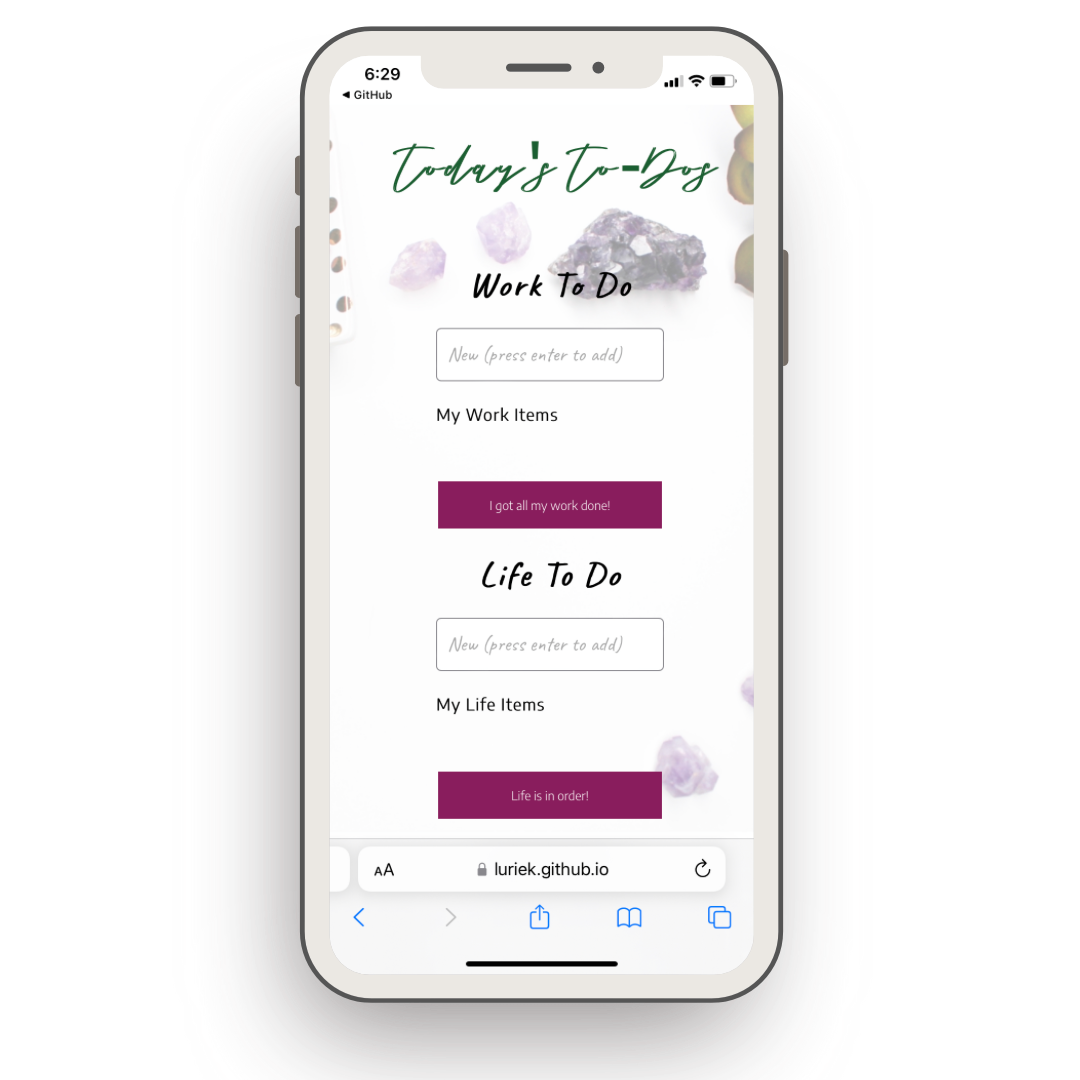 6:29
◀ GitHub
Today's To-Dos
Work To Do
New (press enter to add)
My Work Items
I got all my work done!
Life To Do
New (press enter to add)
My Life Items
Life is in order!
AA luriek.github.io